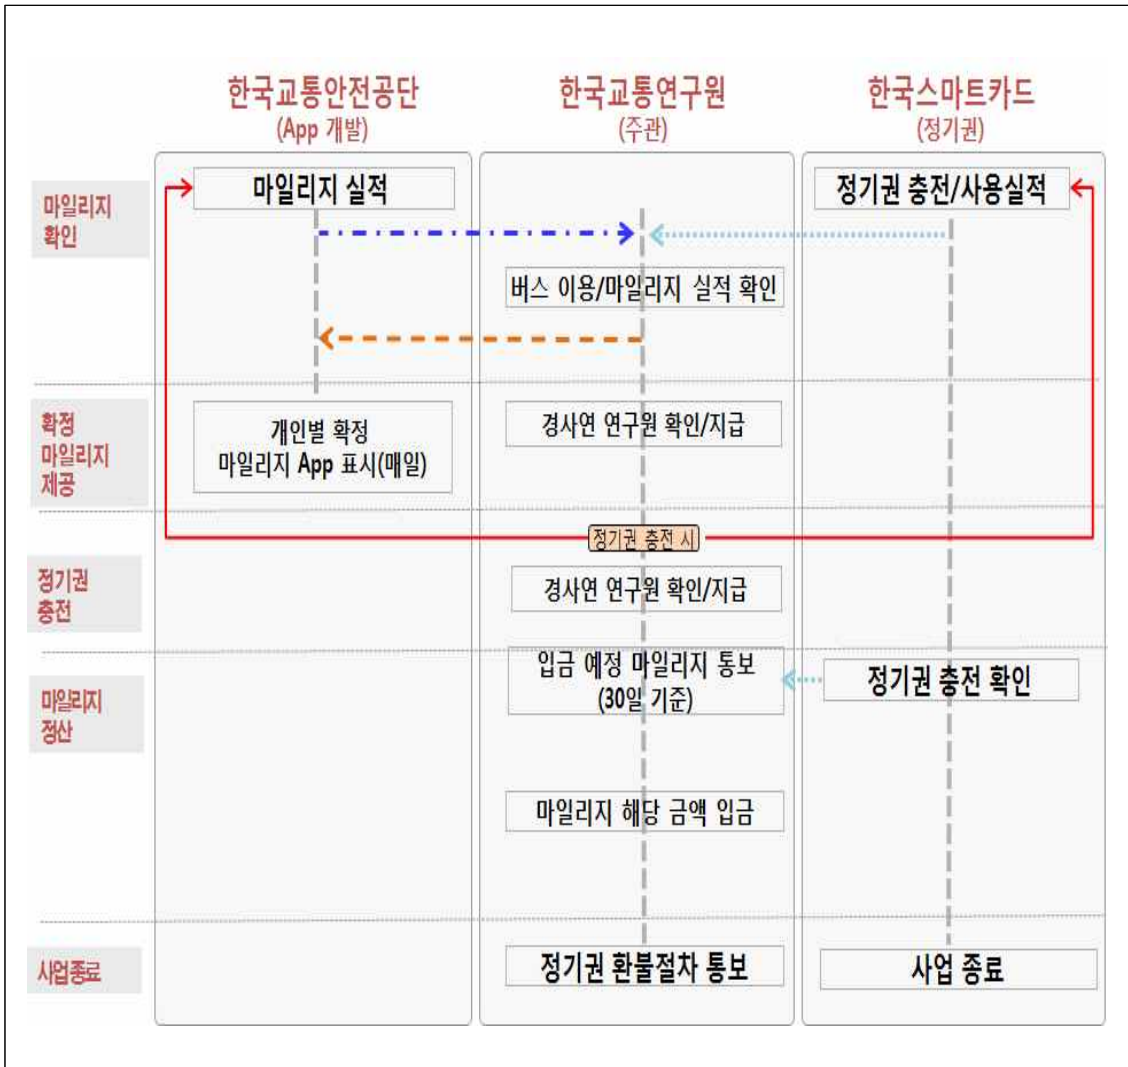 한국교통안전공단
(App 개발)
한국교통연구원
(주관)
한국스마트카드
(정기권)
마일리지
확인
마일리지 실적
정기권 충전/사용실적
버스 이용/마일리지 실적 확인
확정
마일리지
제공
개인별 확정
마일리지 App 표시(매일)
경사연 연구원 확인/지급
정기권 충전 시
정기권
충전
경사연 연구원 확인/지급
마일리지
정산
입금 예정 마일리지 통보
(30일 기준)
정기권 충전 확인
마일리지 해당 금액 입금
사업종료
정기권 환불절차 통보
사업 종료